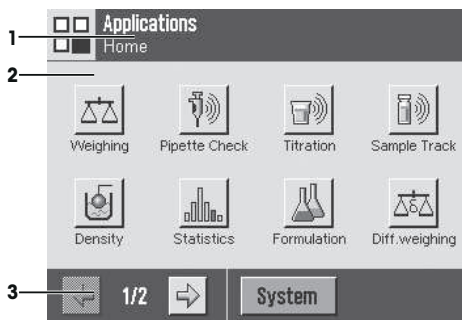 Applications
1
Home
2
Weighing Pipette Check Titration Sample Track
Density Statistics Formulation Diff.weighing
3
1/2 System